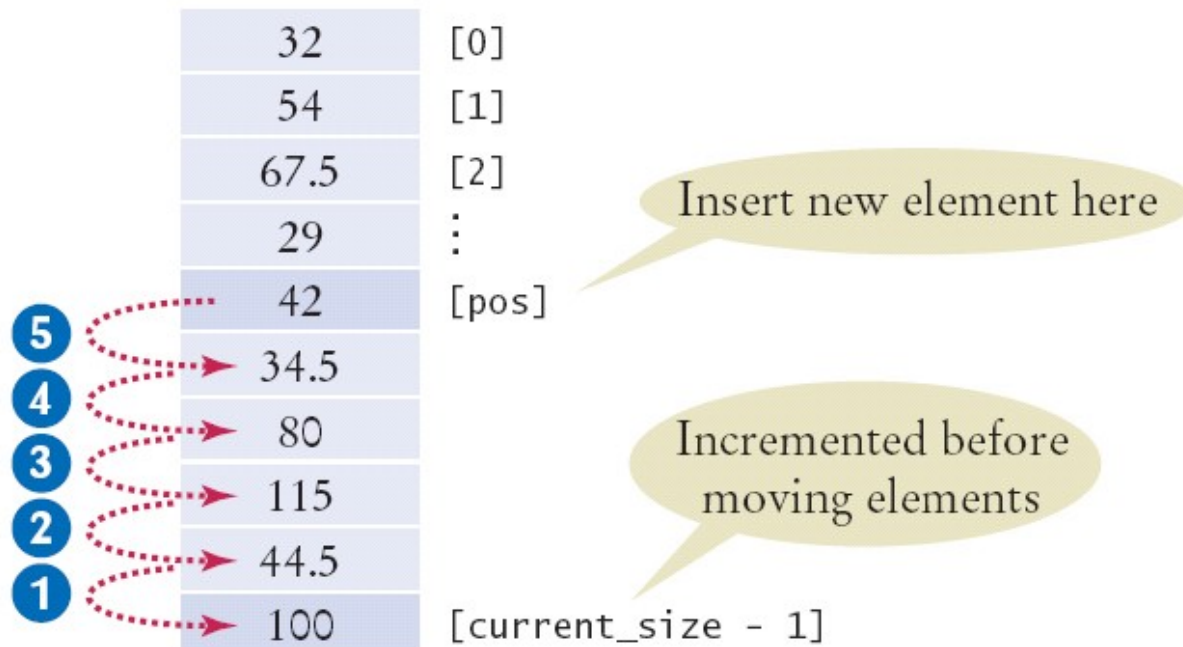 32 [0]
54 [1]
67.5 [2]
Insert new element here
29 ⋮
42 [pos]
5
34.5
4
80
3
115
2
44.5
1
100 [current_size - 1]
Incremented before
moving elements